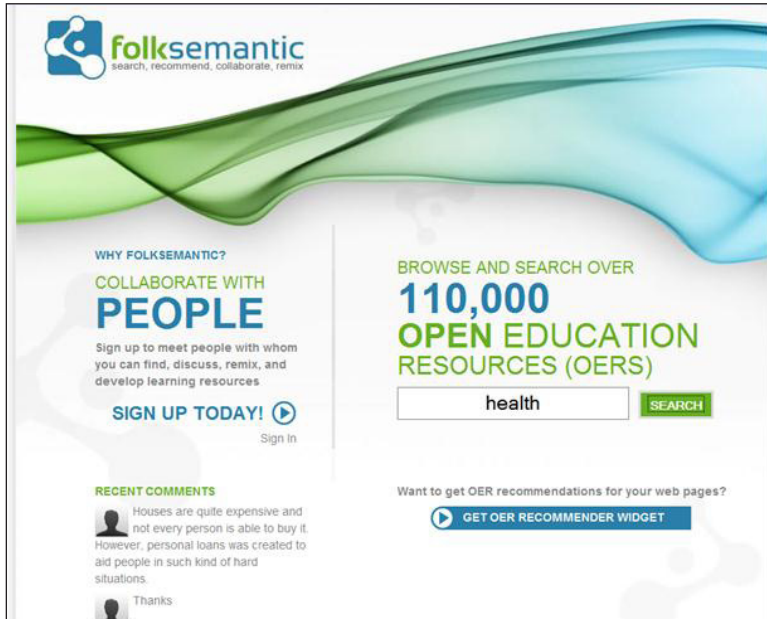 folksemantic
search, recommend, collaborate, remix
WHY FOLKSEMANTIC?
COLLABORATE WITH
PEOPLE
Sign up to meet people with whom
you can find, discuss, remix, and
develop learning resources
SIGN UP TODAY!
Sign In
RECENT COMMENTS
Houses are quite expensive and
not every person is able to buy it.
However, personal loans was created to
aid people in such kind of hard
situations.
Thanks
BROWSE AND SEARCH OVER
110,000
OPEN EDUCATION
RESOURCES (OERS)
health
SEARCH
Want to get OER recommendations for your web pages?
GET OER RECOMMENDER WIDGET